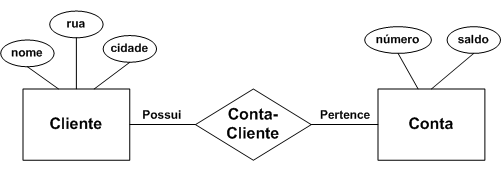 rua
nome
cidade
número
saldo
Cliente
Possui
Conta-
Cliente
Pertence
Conta